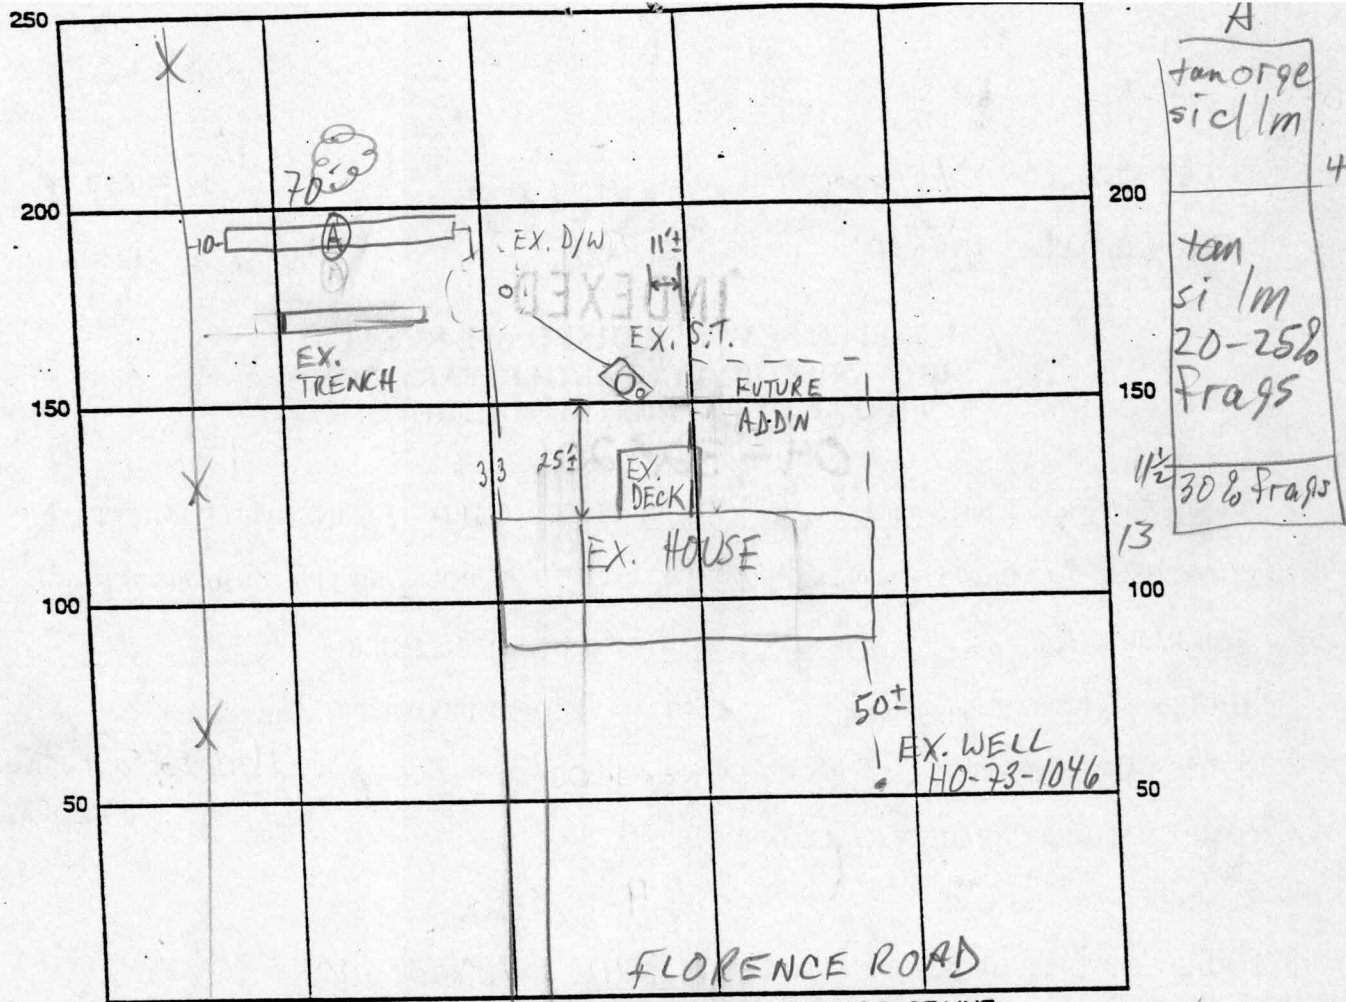 250
A
tan orge
sicl lm
4
200
70'
200
10
A
EX. D/W
11'±
tan
si lm
20-25%
frags
INDEXED
EX. S.T.
EX.
TRENCH
FUTURE
ADD'N
150
150
33
25'±
EX.
DECK
11½
30% frags
13
EX. HOUSE
100
100
50±
EX. WELL
HO-73-1046
50
50
FLORENCE ROAD